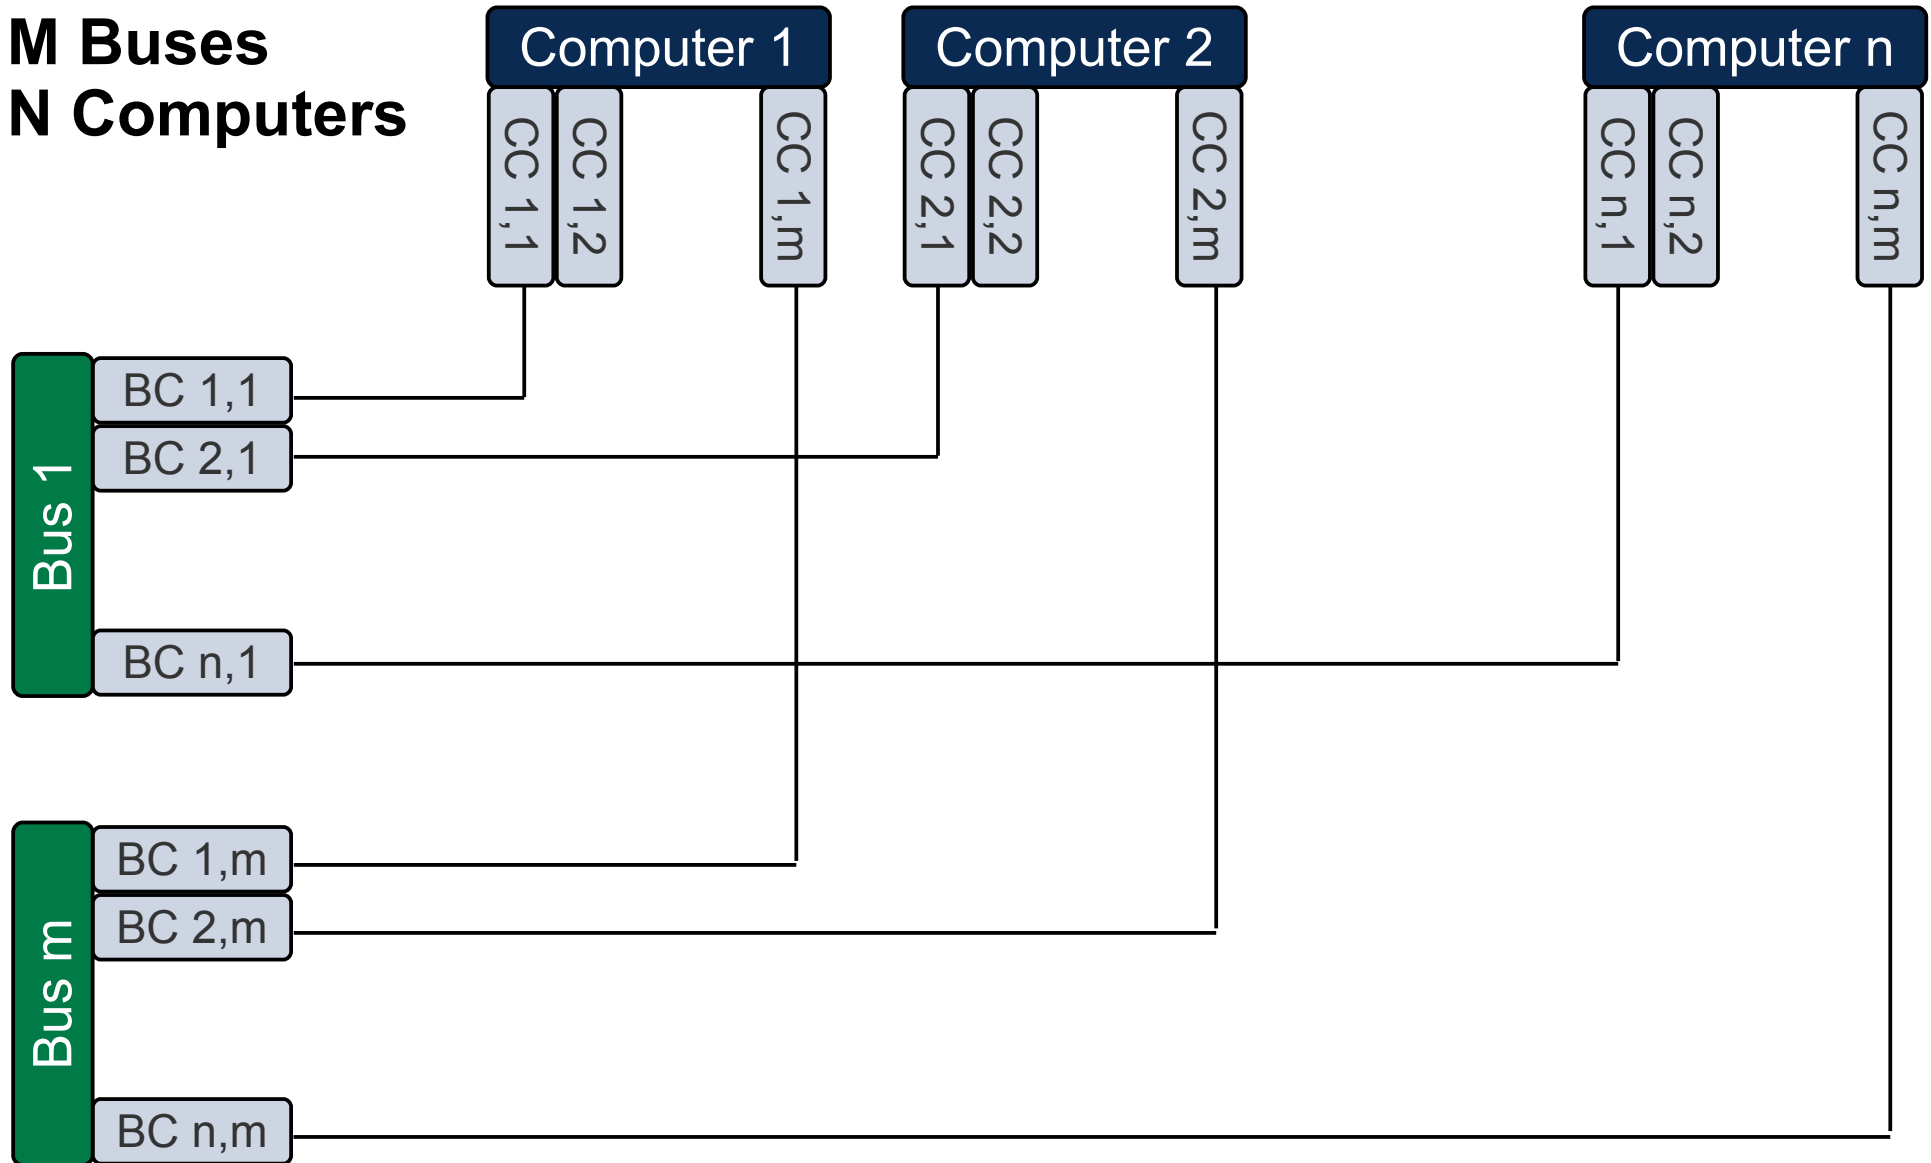 M Buses
N Computers
Computer 1
Computer 2
Computer n
CC 1,1
CC 1,2
CC 1,m
CC 2,1
CC 2,2
CC 2,m
CC n,1
CC n,2
CC n,m
Bus 1
BC 1,1
BC 2,1
BC n,1
Bus m
BC 1,m
BC 2,m
BC n,m